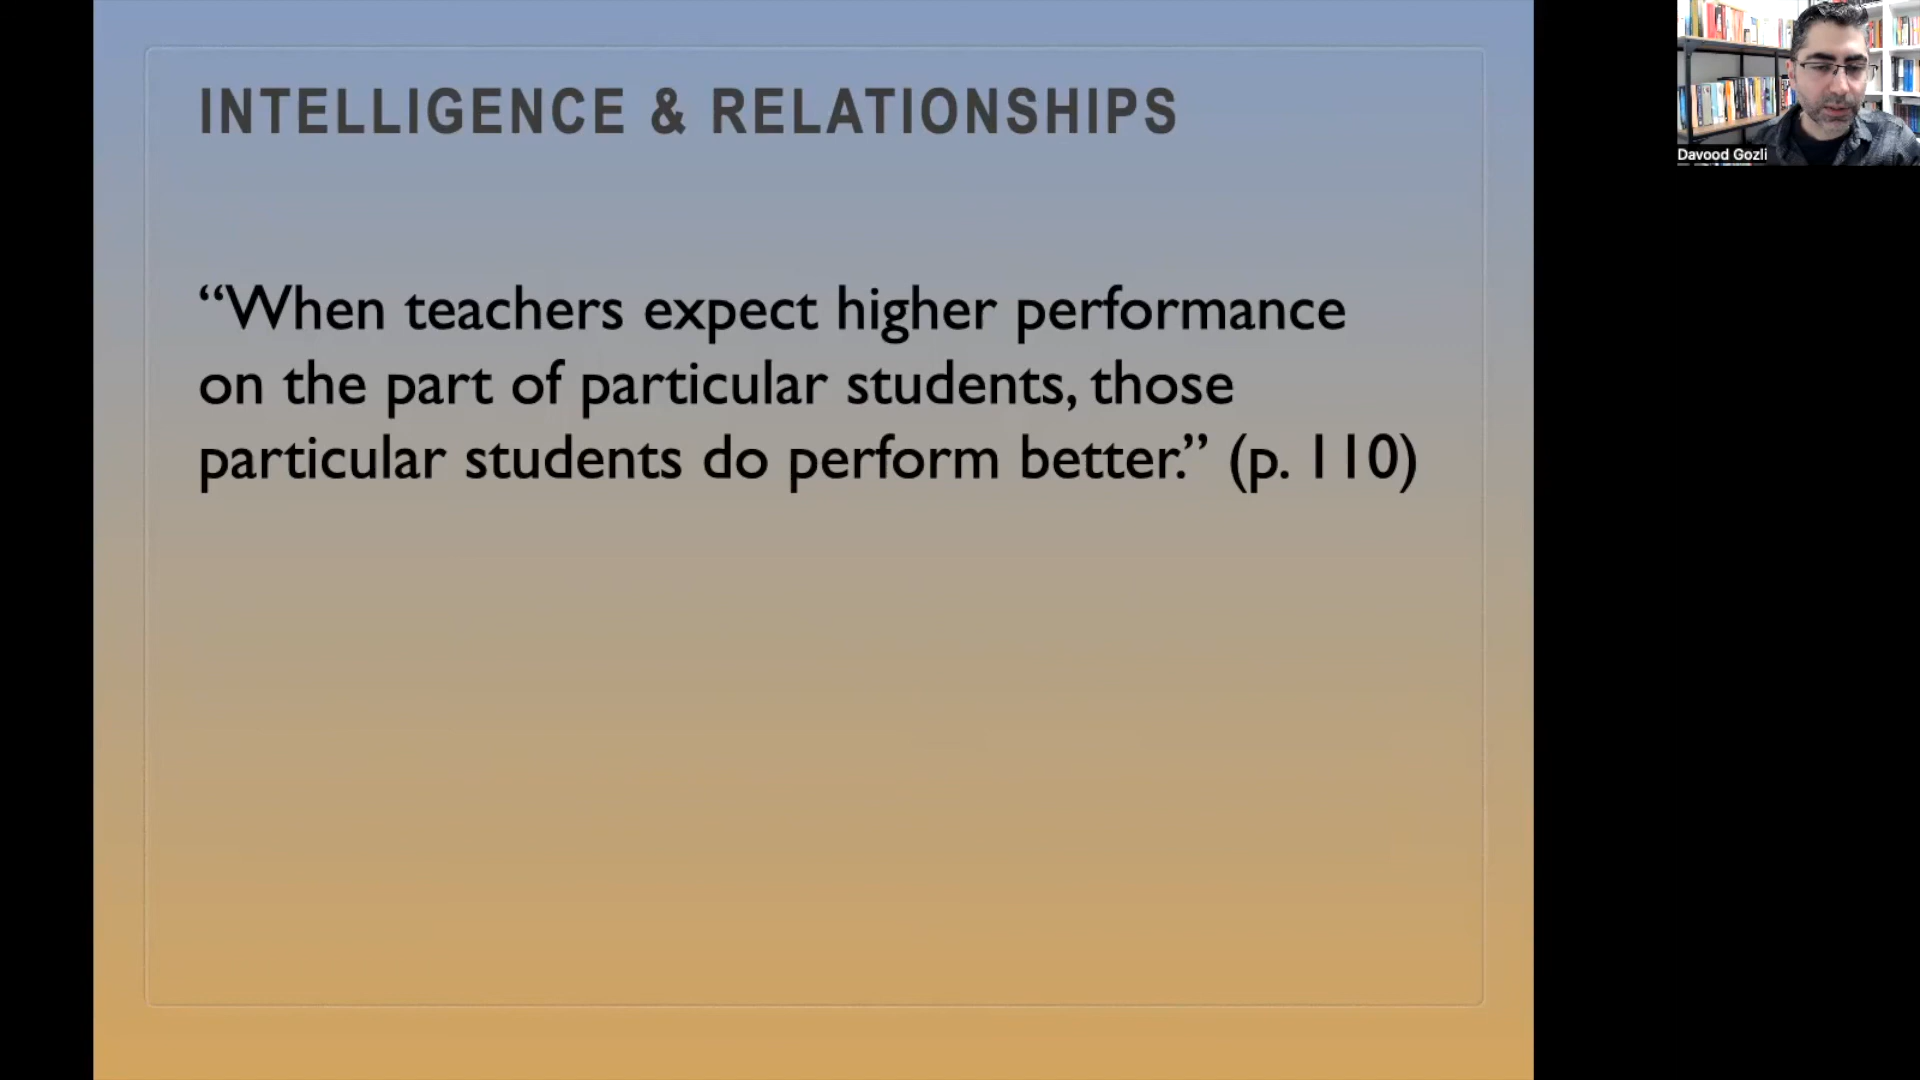 INTELLIGENCE & RELATIONSHIPS
“When teachers expect higher performance
on the part of particular students, those
particular students do perform better.” (p. 110)
Davood Gozli